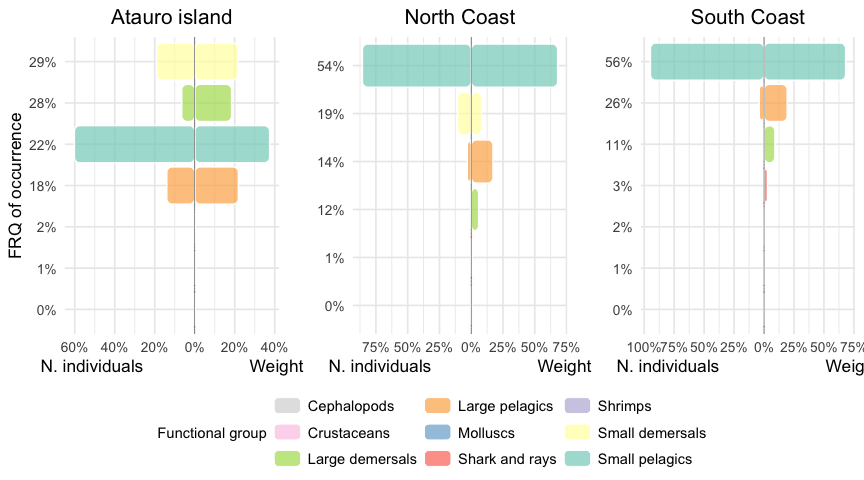 Atauro island North Coast South Coast
FRQ of occurrence
29%
28%
22%
18%
2%
1%
0%
60% 40% 20% 0% 20% 40%
N. individuals Weight
54%
19%
14%
12%
1%
0%
75% 50% 25% 0% 25% 50% 75%
N. individuals Weight
56%
26%
11%
3%
2%
1%
0%
100% 75% 50% 25% 0% 25% 50% 75%
N. individuals Weig
Functional group
Cephalopods Large pelagics Shrimps
Crustaceans Molluscs Small demersals
Large demersals Shark and rays Small pelagics